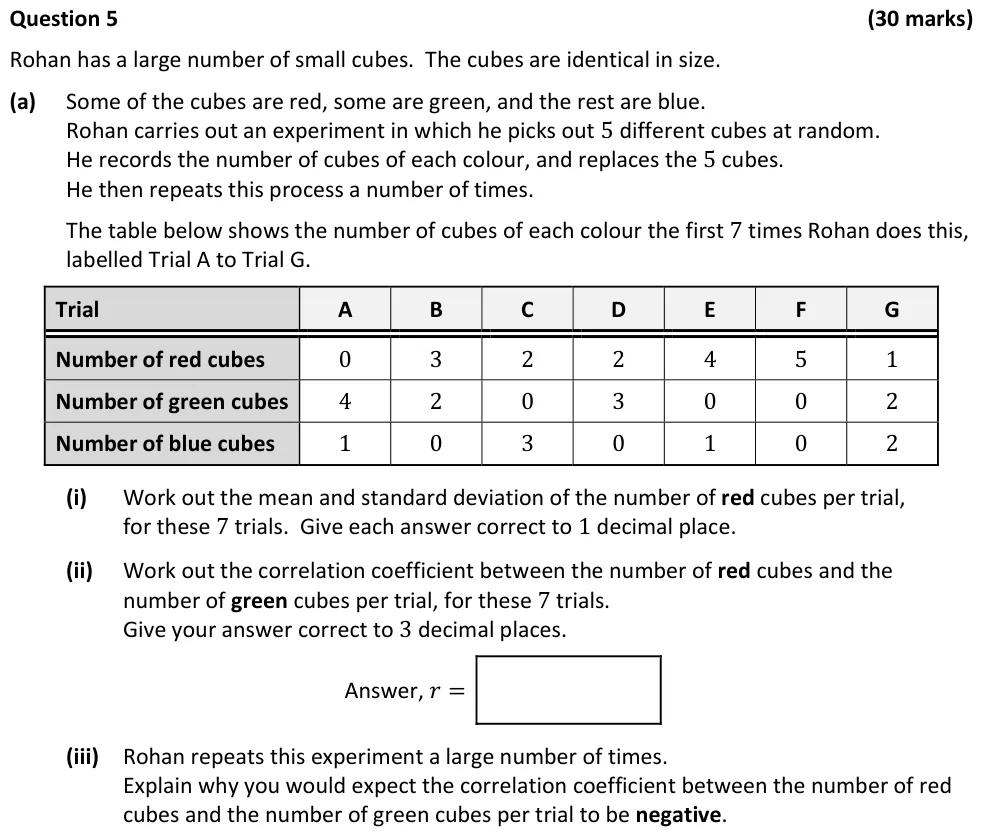 Question 5 (30 marks)
Rohan has a large number of small cubes. The cubes are identical in size.
(a) Some of the cubes are red, some are green, and the rest are blue.
Rohan carries out an experiment in which he picks out 5 different cubes at random.
He records the number of cubes of each colour, and replaces the 5 cubes.
He then repeats this process a number of times.
The table below shows the number of cubes of each colour the first 7 times Rohan does this,
labelled Trial A to Trial G.
Trial A B C D E F G
Number of red cubes 0 3 2 2 4 5 1
Number of green cubes 4 2 0 3 0 0 2
Number of blue cubes 1 0 3 0 1 0 2
(i) Work out the mean and standard deviation of the number of red cubes per trial,
for these 7 trials. Give each answer correct to 1 decimal place.
(ii) Work out the correlation coefficient between the number of red cubes and the
number of green cubes per trial, for these 7 trials.
Give your answer correct to 3 decimal places.
Answer, r =
(iii) Rohan repeats this experiment a large number of times.
Explain why you would expect the correlation coefficient between the number of red
cubes and the number of green cubes per trial to be negative.